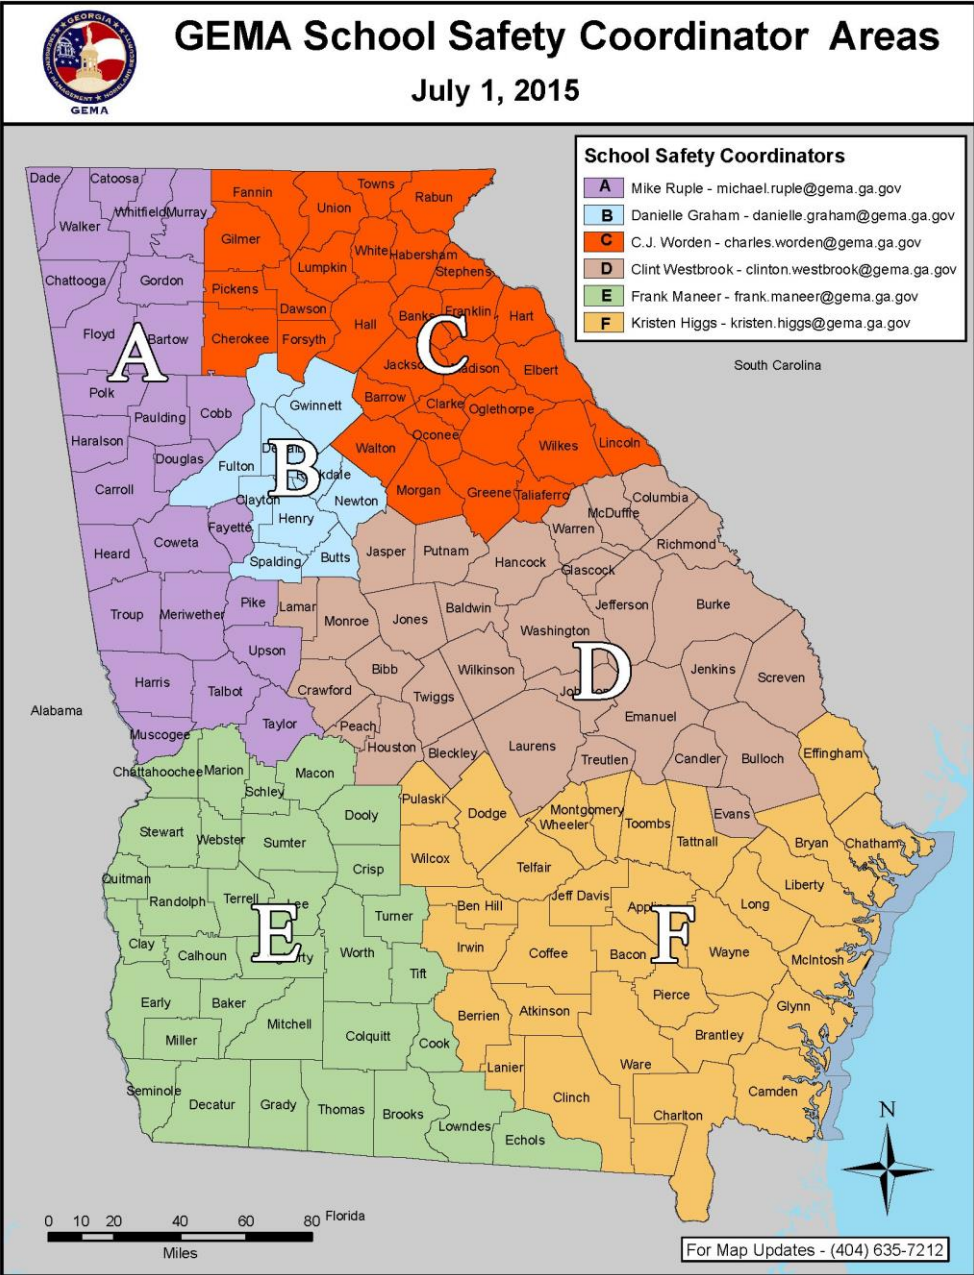 GEMA School Safety Coordinator Areas
July 1, 2015
GEORGIA
EMERGENCY MANAGEMENT • HOMELAND SECURITY
GEMA
School Safety Coordinators
A Mike Ruple - michael.ruple@gema.ga.gov
B Danielle Graham - danielle.graham@gema.ga.gov
C C.J. Worden - charles.worden@gema.ga.gov
D Clint Westbrook - clinton.westbrook@gema.ga.gov
E Frank Maneer - frank.maneer@gema.ga.gov
F Kristen Higgs - kristen.higgs@gema.ga.gov
South Carolina
Dade Catoosa
Whitfield Murray
Walker
Chattooga Gordon
Floyd Bartow
A
Polk
Paulding Cobb
Haralson
Douglas
Carroll
Fayette
Coweta
Heard
Troup Meriwether Pike
Upson
Harris Talbot
Taylor
Muscogee
Fannin Towns
Union Rabun
Gilmer White Habersham
Lumpkin Stephens
Pickens
Dawson Banks Franklin Hart
Hall
Cherokee Forsyth
C
Elbert
Barrow Clarke Oglethorpe
Oconee
Walton Wilkes Lincoln
Morgan Greene Taliaferro
Gwinnett
B
Fulton
Clayton Newton
Henry
Spalding Butts
Columbia
McDuffie
Warren
Richmond
Jasper Putnam Hancock
Glascock
Lamar Monroe Jones Baldwin Jefferson Burke
Washington
Bibb Wilkinson Jenkins Screven
D
Crawford Twiggs
Emanuel
Peach
Houston Bleckley Laurens
Treutlen Candler Bulloch
Evans
Alabama
Chattahoochee Marion Macon
Schley
Dooly
Stewart Webster Sumter
Crisp
Quitman
Randolph Terrell Lee
E
Turner
Clay Calhoun Worth
Tift
Early Baker
Mitchell
Miller Colquitt Cook
Seminole
Decatur Grady Thomas Brooks
Lowndes
Echols
Effingham
Pulaski Dodge Montgomery
Wheeler Toombs
Tattnall Bryan Chatham
Wilcox Telfair
Liberty
Ben Hill Jeff Davis Long
F
Irwin Coffee Bacon Wayne McIntosh
Pierce Glynn
Berrien Atkinson
Brantley
Lanier Ware
Clinch Camden
Charlton
N
0 10 20 40 60 80
Miles
Florida
For Map Updates - (404) 635-7212